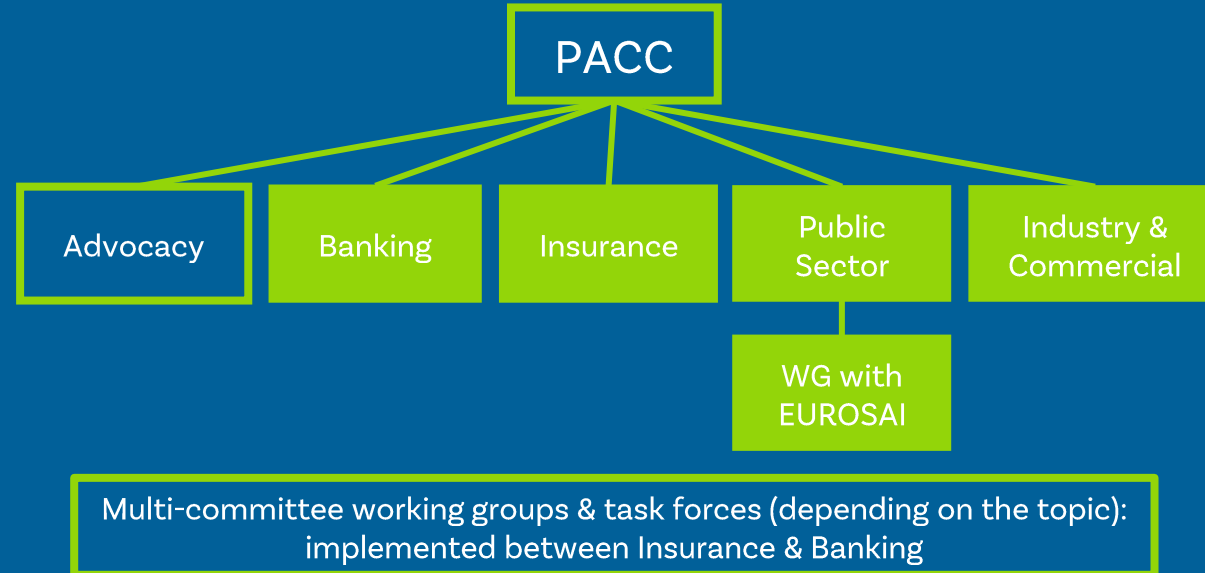 PACC
Advocacy
Banking
Insurance
Public
Sector
Industry &
Commercial
WG with
EUROSAI
Multi-committee working groups & task forces (depending on the topic):
implemented between Insurance & Banking